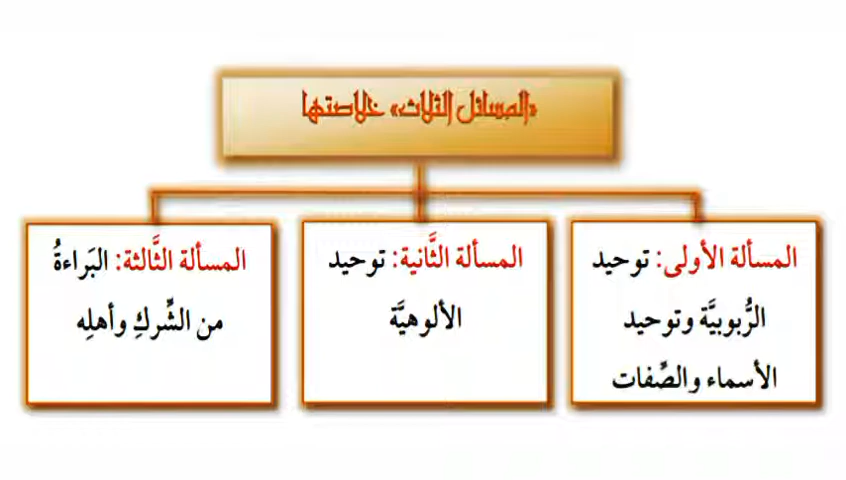 «المسائل الثلاث» خلاصتها
المسألة الأولى: توحيد
الرُّبوبيَّة وتوحيد
الأسماء والصِّفات
المسألة الثَّانية: توحيد
الألوهيَّة
المسألة الثَّالثة: البَراءةُ
من الشِّركِ وأهلِه